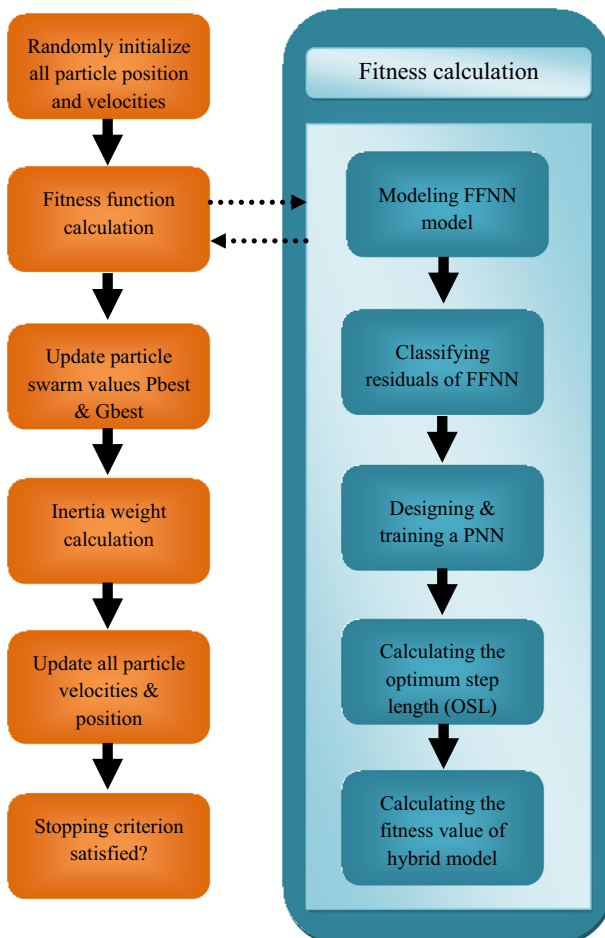 Randomly initialize
all particle position
and velocities
Fitness function
calculation
Update particle
swarm values Pbest
& Gbest
Inertia weight
calculation
Update all particle
velocities &
position
Stopping criterion
satisfied?
Fitness calculation
Modeling FFNN
model
Classifying
residuals of FFNN
Designing &
training a PNN
Calculating the
optimum step
length (OSL)
Calculating the
fitness value of
hybrid model